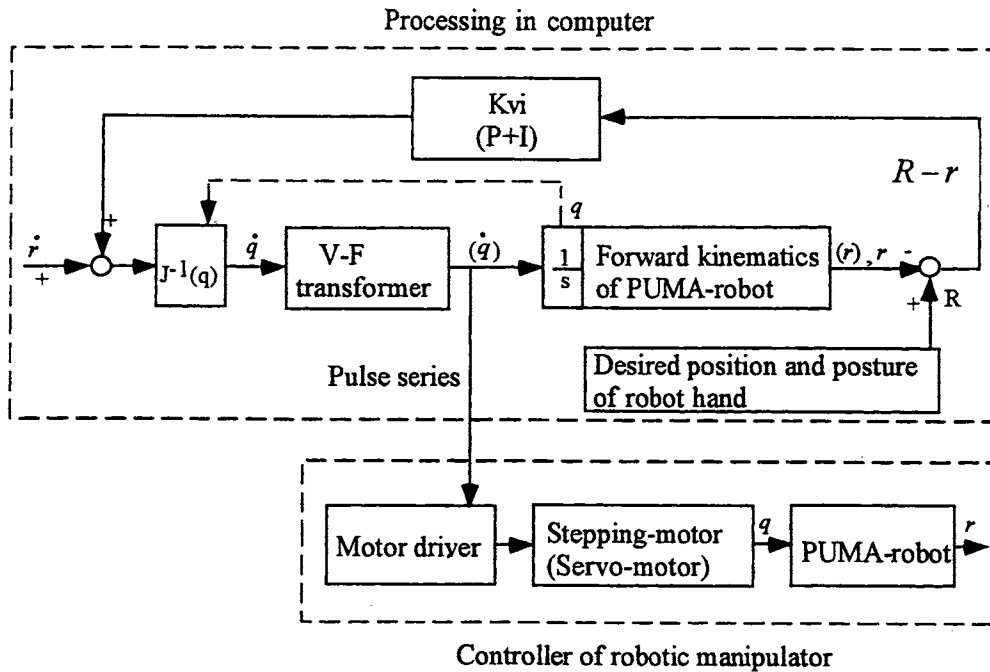 Processing in computer
Kvi
(P+I)
R − r
q
ṙ
+
+
J⁻¹(q)
q̇
V-F
transformer
(q̇)
1
s
Forward kinematics
of PUMA-robot
(r) , r
-
+
R
Pulse series
Desired position and posture
of robot hand
Motor driver
Stepping-motor
(Servo-motor)
q
PUMA-robot
r
Controller of robotic manipulator